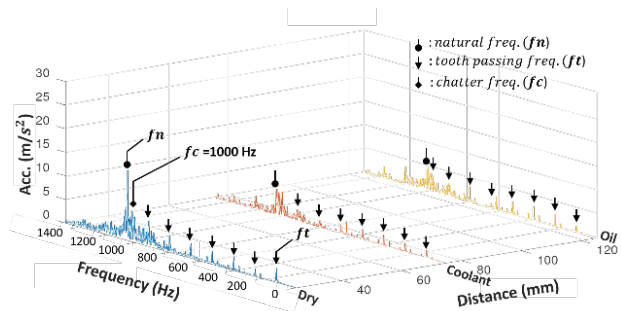 : natural freq. (fn)
: tooth passing freq. (ft)
: chatter freq. (fc)
30
25
20
15
10
5
0
Acc. (m/s²)
fn
fc =1000 Hz
ft
1400
1200
1000
800
600
400
200
0
Frequency (Hz)
Dry
Coolant
Oil
40
60
80
100
120
Distance (mm)